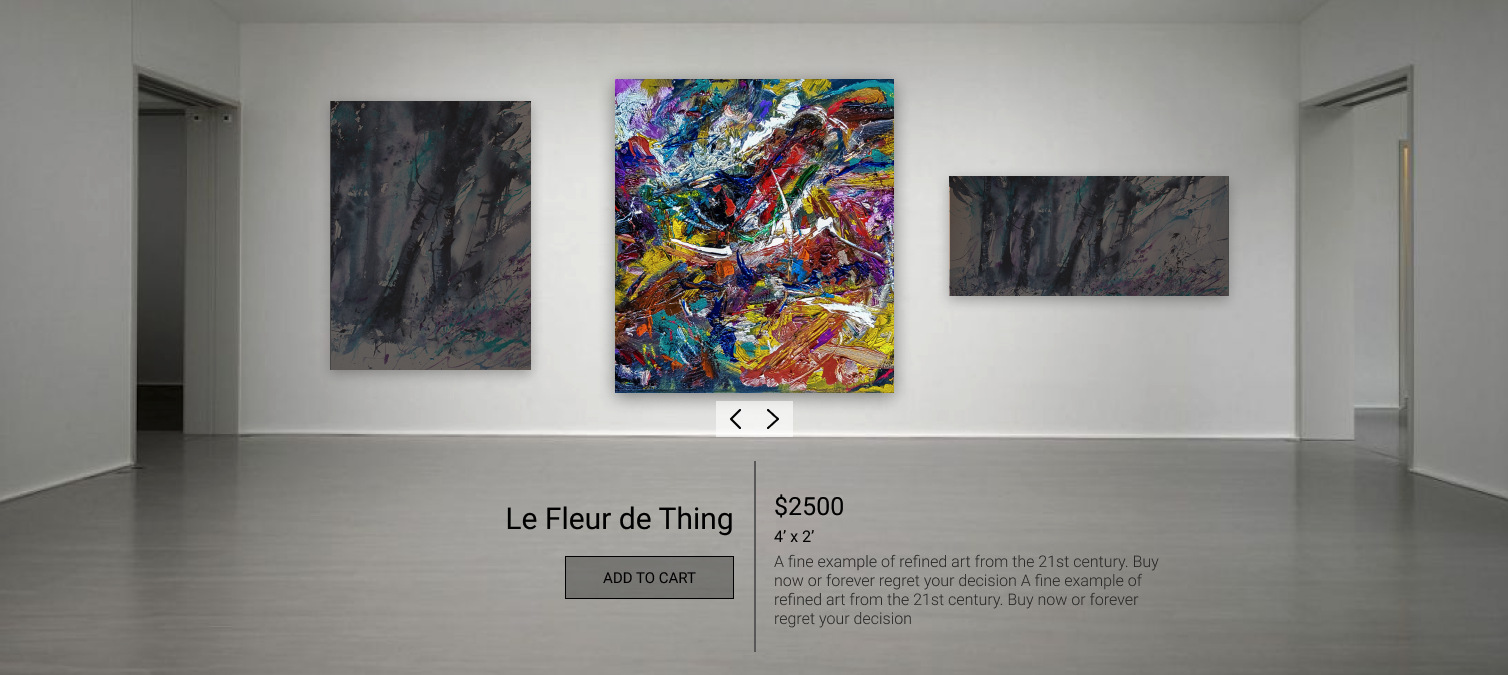 Le Fleur de Thing
ADD TO CART
$2500
4’ x 2’
A fine example of refined art from the 21st century. Buy
now or forever regret your decision A fine example of
refined art from the 21st century. Buy now or forever
regret your decision